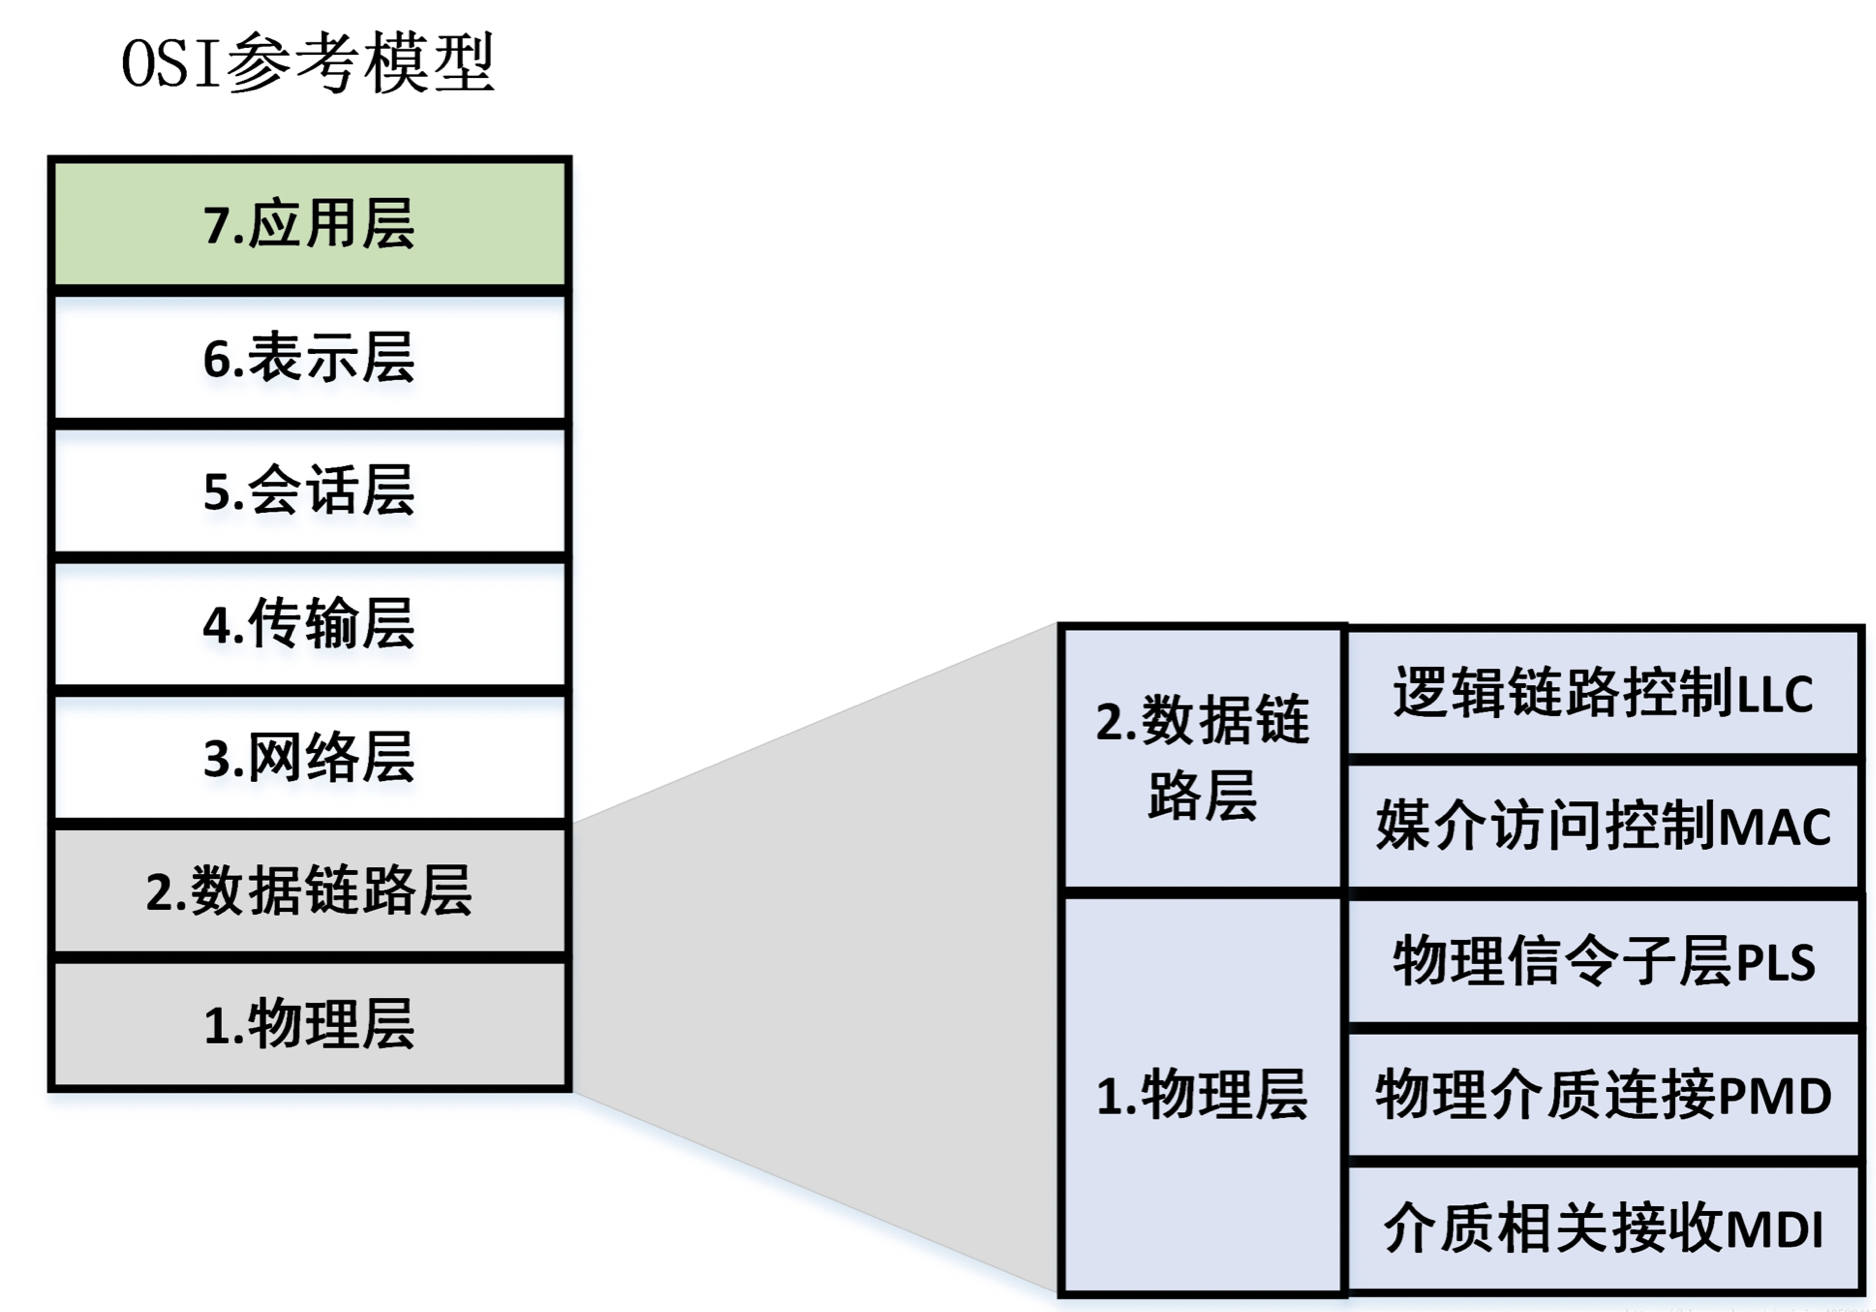 OSI参考模型
7.应用层
6.表示层
5.会话层
4.传输层
3.网络层
2.数据链路层
1.物理层
2.数据链
路层
逻辑链路控制LLC
媒介访问控制MAC
1.物理层
物理信令子层PLS
物理介质连接PMD
介质相关接收MDI